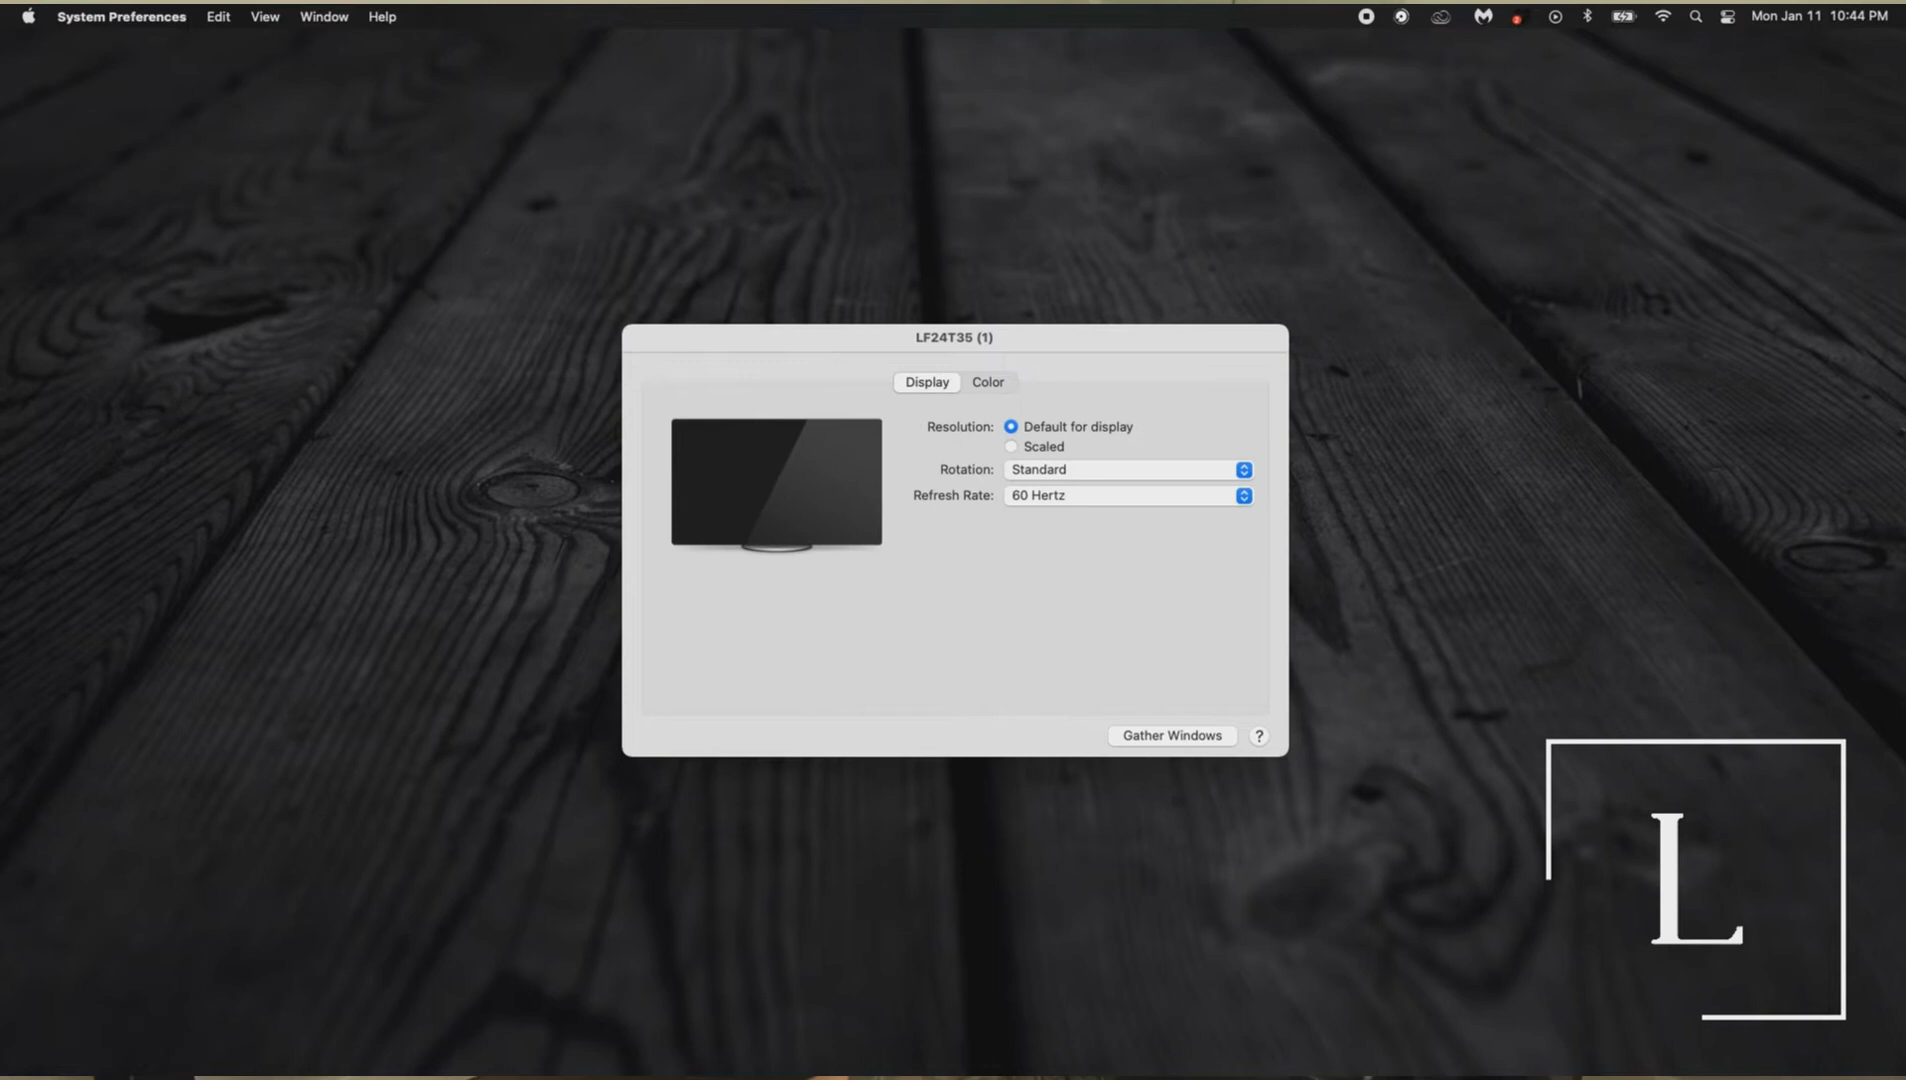 System Preferences Edit View Window Help 2 Mon Jan 11 10:44 PM
LF24T35 (1)
Display Color
Resolution: Default for display
Scaled
Rotation: Standard
Refresh Rate: 60 Hertz
Gather Windows ?
L